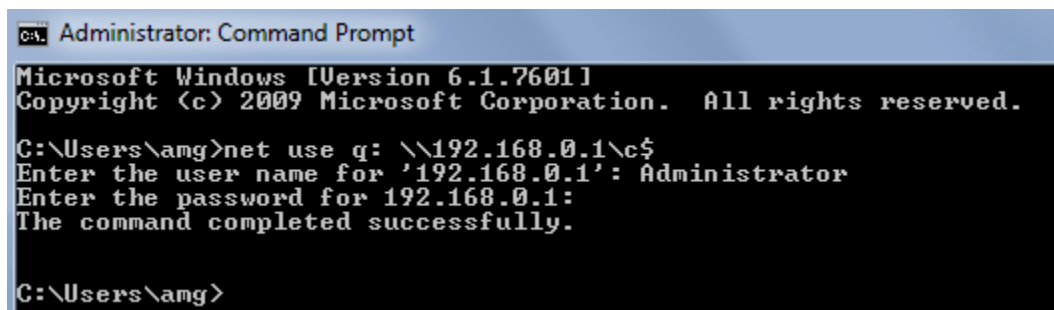 Administrator: Command Prompt
Microsoft Windows [Version 6.1.7601]
Copyright (c) 2009 Microsoft Corporation.  All rights reserved.
C:\Users\amg>net use q: \\192.168.0.1\c$
Enter the user name for '192.168.0.1': Administrator
Enter the password for 192.168.0.1:
The command completed successfully.
C:\Users\amg>